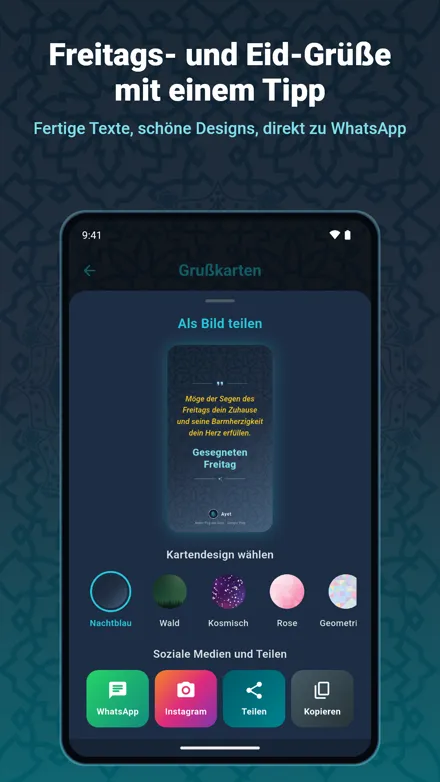 Freitags- und Eid-Grüße
mit einem Tipp
Fertige Texte, schöne Designs, direkt zu WhatsApp
9:41
Grußkarten
Als Bild teilen
Möge der Segen des
Freitags dein Zuhause
und seine Barmherzigkeit
dein Herz erfüllen.
Gesegneten
Freitag
Ayet
Kartendesign wählen
Nachtblau
Wald
Kosmisch
Rose
Geometri
Soziale Medien und Teilen
WhatsApp
Instagram
Teilen
Kopieren